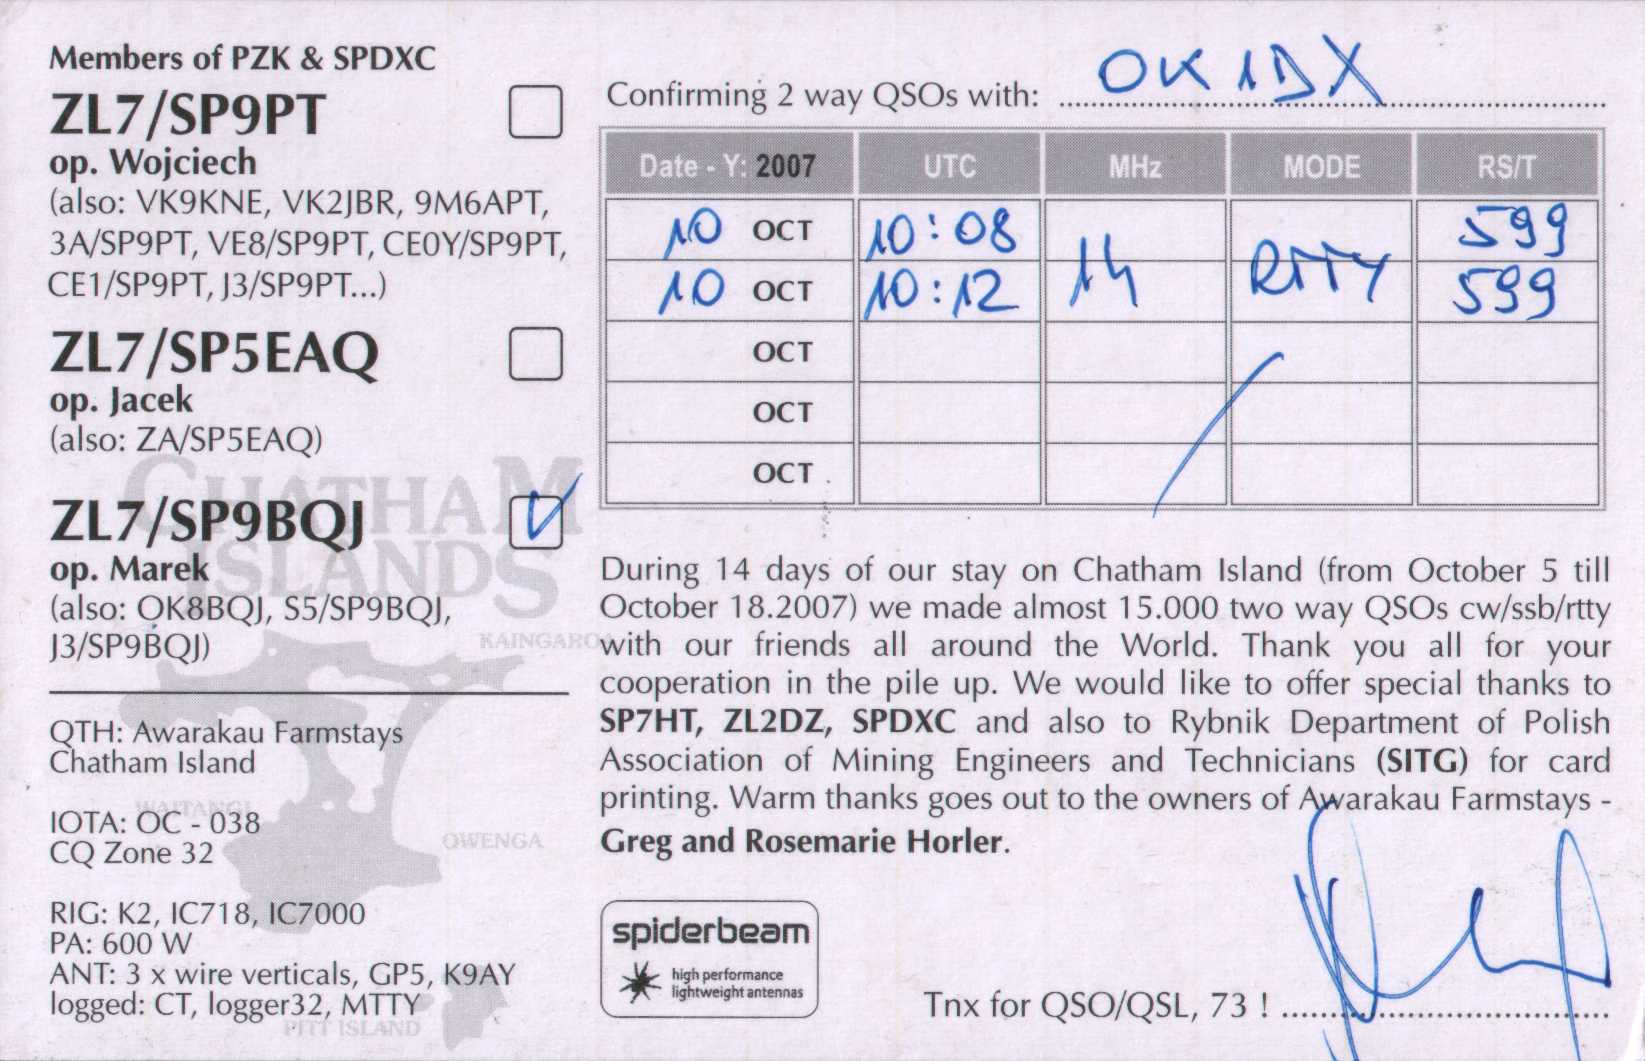 Members of PZK & SPDXC
ZL7/SP9PT
op. Wojciech
(also: VK9KNE, VK2JBR, 9M6APT,
3A/SP9PT, VE8/SP9PT, CE0Y/SP9PT,
CE1/SP9PT, J3/SP9PT...)
ZL7/SP5EAQ
op. Jacek
(also: ZA/SP5EAQ)
CHATHAM
ISLANDS
ZL7/SP9BQJ
op. Marek
(also: OK8BQJ, S5/SP9BQJ,
J3/SP9BQJ)
KAINGAROA
QTH: Awarakau Farmstays
Chatham Island
WAITANGI
IOTA: OC - 038
CQ Zone 32
OWENGA
RIG: K2, IC718, IC7000
PA: 600 W
ANT: 3 x wire verticals, GP5, K9AY
logged: CT, logger32, MTTY
PITT ISLAND
Confirming 2 way QSOs with: OK1DX
Date - Y: 2007 UTC MHz MODE RS/T
10 OCT 10:08 14 RTTY 599
10 OCT 10:12 599
OCT
OCT
OCT
During 14 days of our stay on Chatham Island (from October 5 till
October 18.2007) we made almost 15.000 two way QSOs cw/ssb/rtty
with our friends all around the World. Thank you all for your
cooperation in the pile up. We would like to offer special thanks to
SP7HT, ZL2DZ, SPDXC and also to Rybnik Department of Polish
Association of Mining Engineers and Technicians (SITG) for card
printing. Warm thanks goes out to the owners of Awarakau Farmstays -
Greg and Rosemarie Horler.
spiderbeam
high performance
lightweight antennas
Tnx for QSO/QSL, 73 !